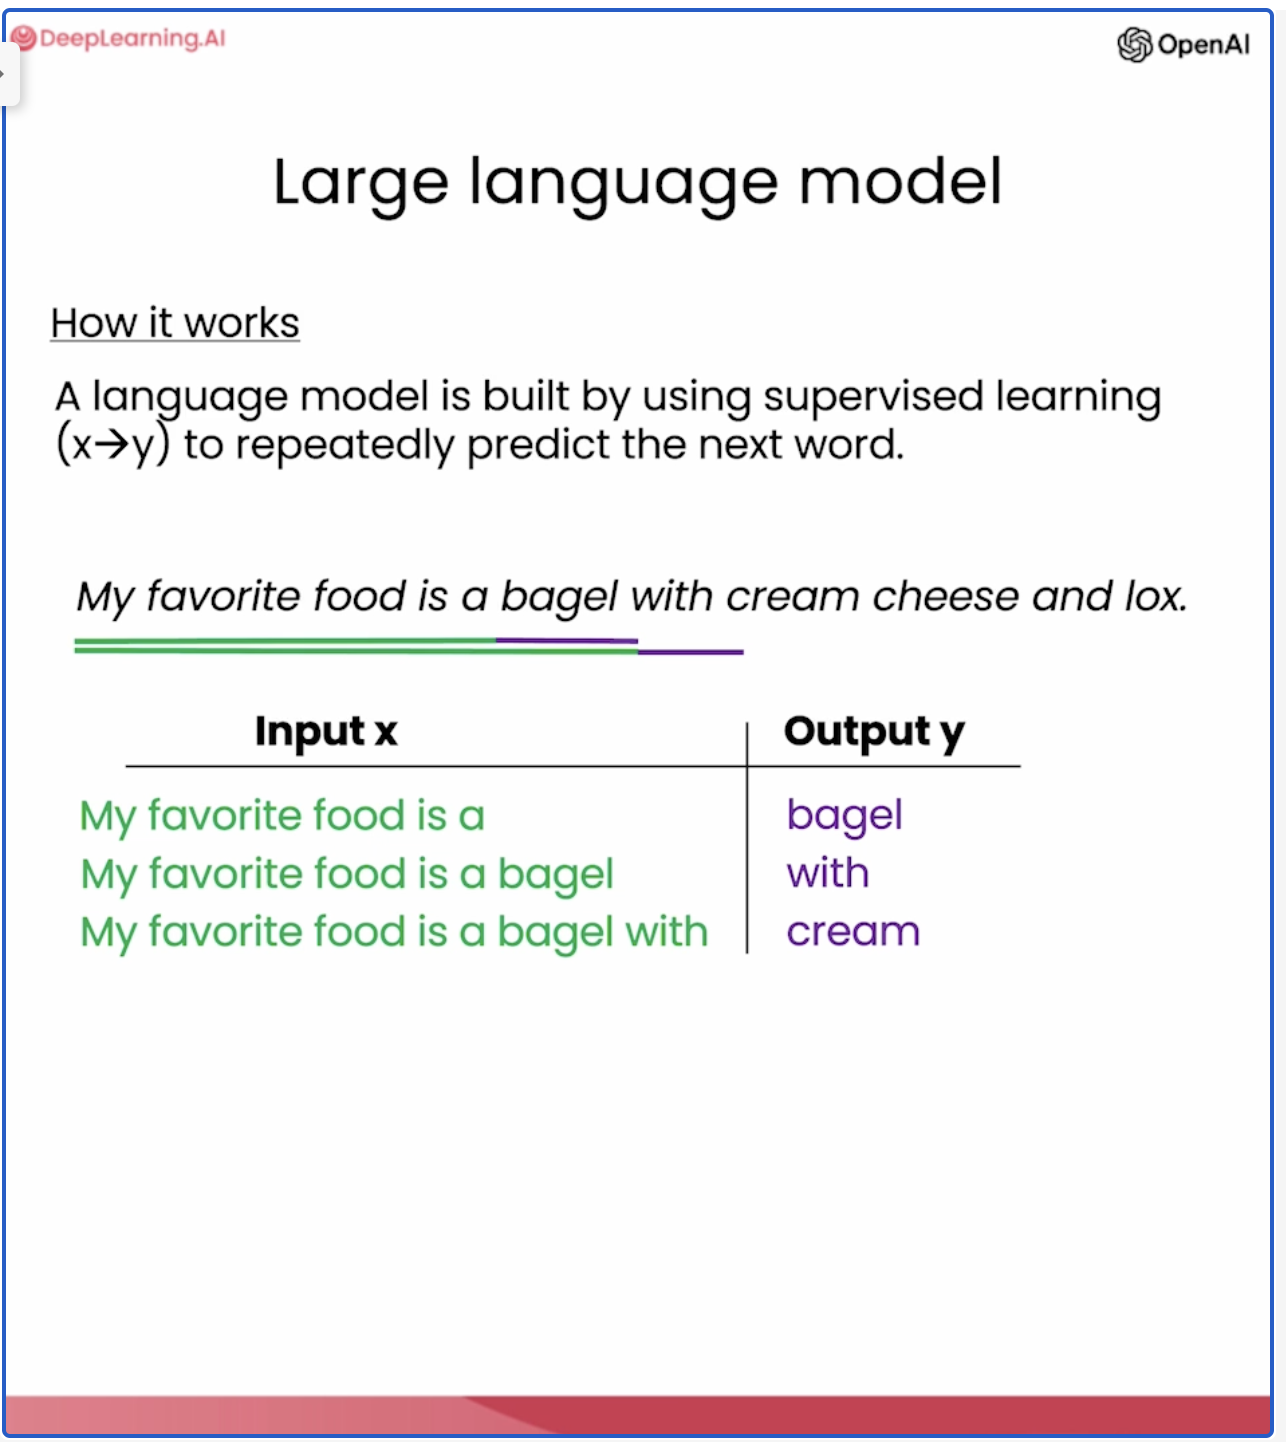 DeepLearning.AI
OpenAI
Large language model
How it works
A language model is built by using supervised learning
(x→y) to repeatedly predict the next word.
My favorite food is a bagel with cream cheese and lox.
Input x Output y
My favorite food is a bagel
My favorite food is a bagel with
My favorite food is a bagel with cream